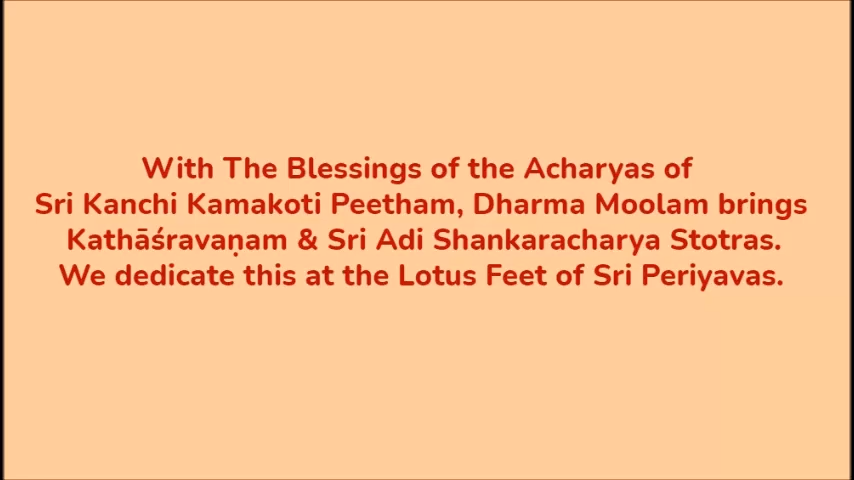 With The Blessings of the Acharyas of
Sri Kanchi Kamakoti Peetham, Dharma Moolam brings
Kathāśravaṇam & Sri Adi Shankaracharya Stotras.
We dedicate this at the Lotus Feet of Sri Periyavas.